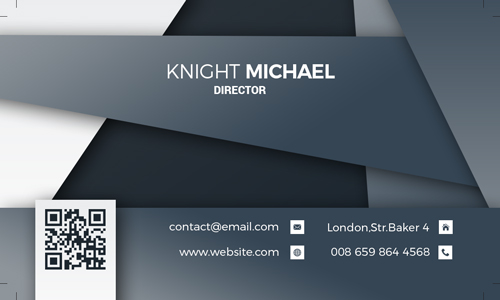 KNIGHT MICHAEL
DIRECTOR
contact@email.com
London,Str.Baker 4
www.website.com
008 659 864 4568